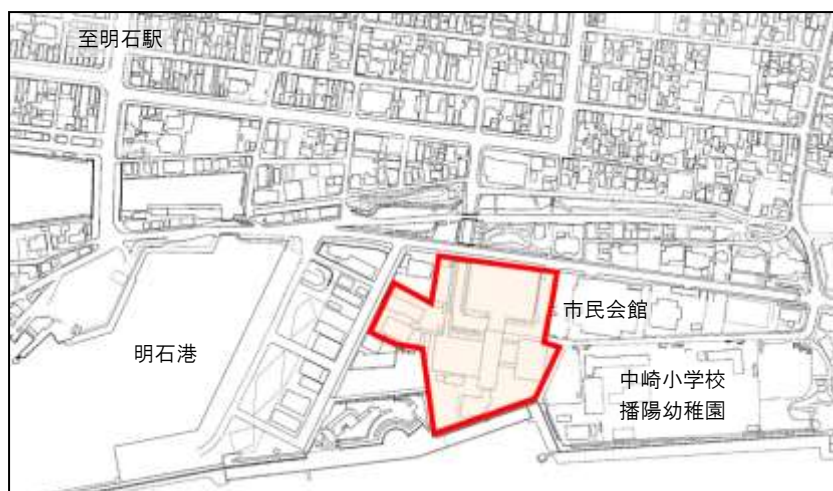 至明石駅
市民会館
明石港
中崎小学校
播陽幼稚園